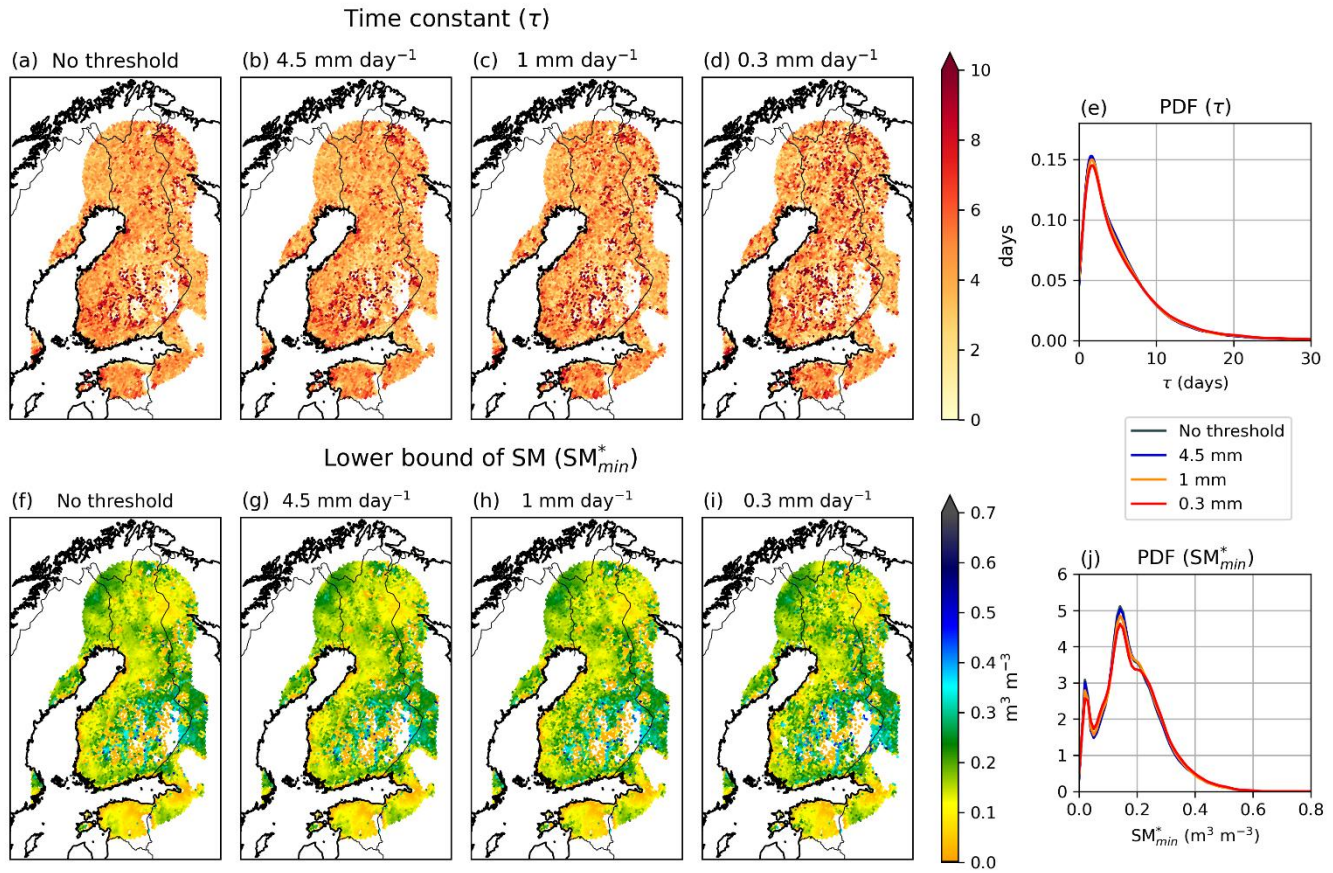 Time constant (τ)
(a) No threshold
(b) 4.5 mm day⁻¹
(c) 1 mm day⁻¹
(d) 0.3 mm day⁻¹
10
8
6
4
2
0
days
(e) PDF (τ)
0.15
0.10
0.05
0.00
0 10 20 30
τ (days)
No threshold
4.5 mm
1 mm
0.3 mm
Lower bound of SM (SM*min)
(f) No threshold
(g) 4.5 mm day⁻¹
(h) 1 mm day⁻¹
(i) 0.3 mm day⁻¹
0.7
0.6
0.5
0.4
0.3
0.2
0.1
0.0
m³ m⁻³
(j) PDF (SM*min)
6
5
4
3
2
1
0
0.0 0.2 0.4 0.6 0.8
SM*min (m³ m⁻³)